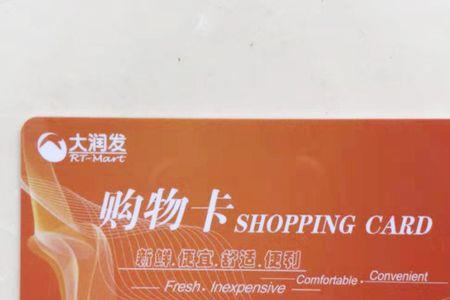 大润发
RT-Mart
购物卡 SHOPPING CARD
新鲜.便宜.舒适.便利
Fresh . Inexpensive Comfortable . Convenient